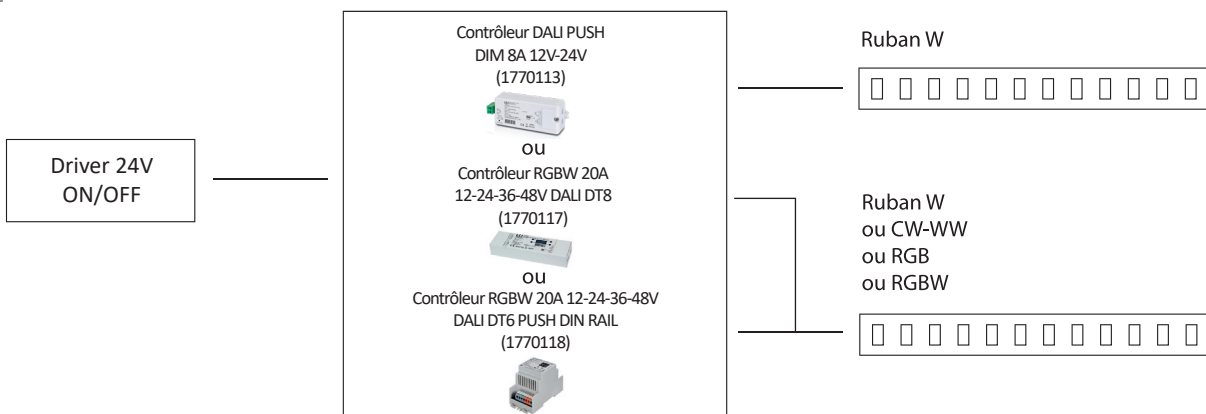 Driver 24V
ON/OFF
Contrôleur DALI PUSH
DIM 8A 12V-24V
(1770113)
ou
Contrôleur RGBW 20A
12-24-36-48V DALI DT8
(1770117)
ou
Contrôleur RGBW 20A 12-24-36-48V
DALI DT6 PUSH DIN RAIL
(1770118)
Ruban W
Ruban W
ou CW-WW
ou RGB
ou RGBW